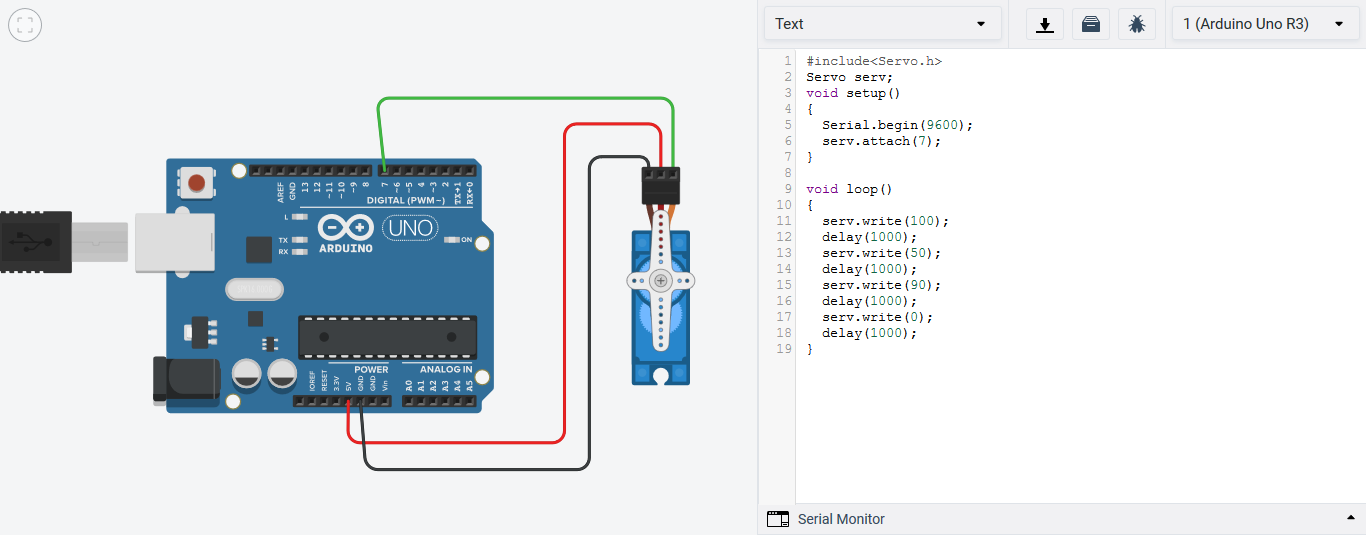 Text
1 (Arduino Uno R3)
1 #include<Servo.h>
2 Servo serv;
3 void setup()
4 {
5   Serial.begin(9600);
6   serv.attach(7);
7 }
8
9 void loop()
10 {
11   serv.write(100);
12   delay(1000);
13   serv.write(50);
14   delay(1000);
15   serv.write(90);
16   delay(1000);
17   serv.write(0);
18   delay(1000);
19 }
Serial Monitor
AREF GND 13 12 ~11 ~10 ~9 8 7 ~6 ~5 4 ~3 2 TX→1 RX←0
DIGITAL (PWM~)
L
TX
RX
ARDUINO
UNO
ON
POWER
ANALOG IN
IOREF RESET 3.3V 5V GND GND Vin A0 A1 A2 A3 A4 A5